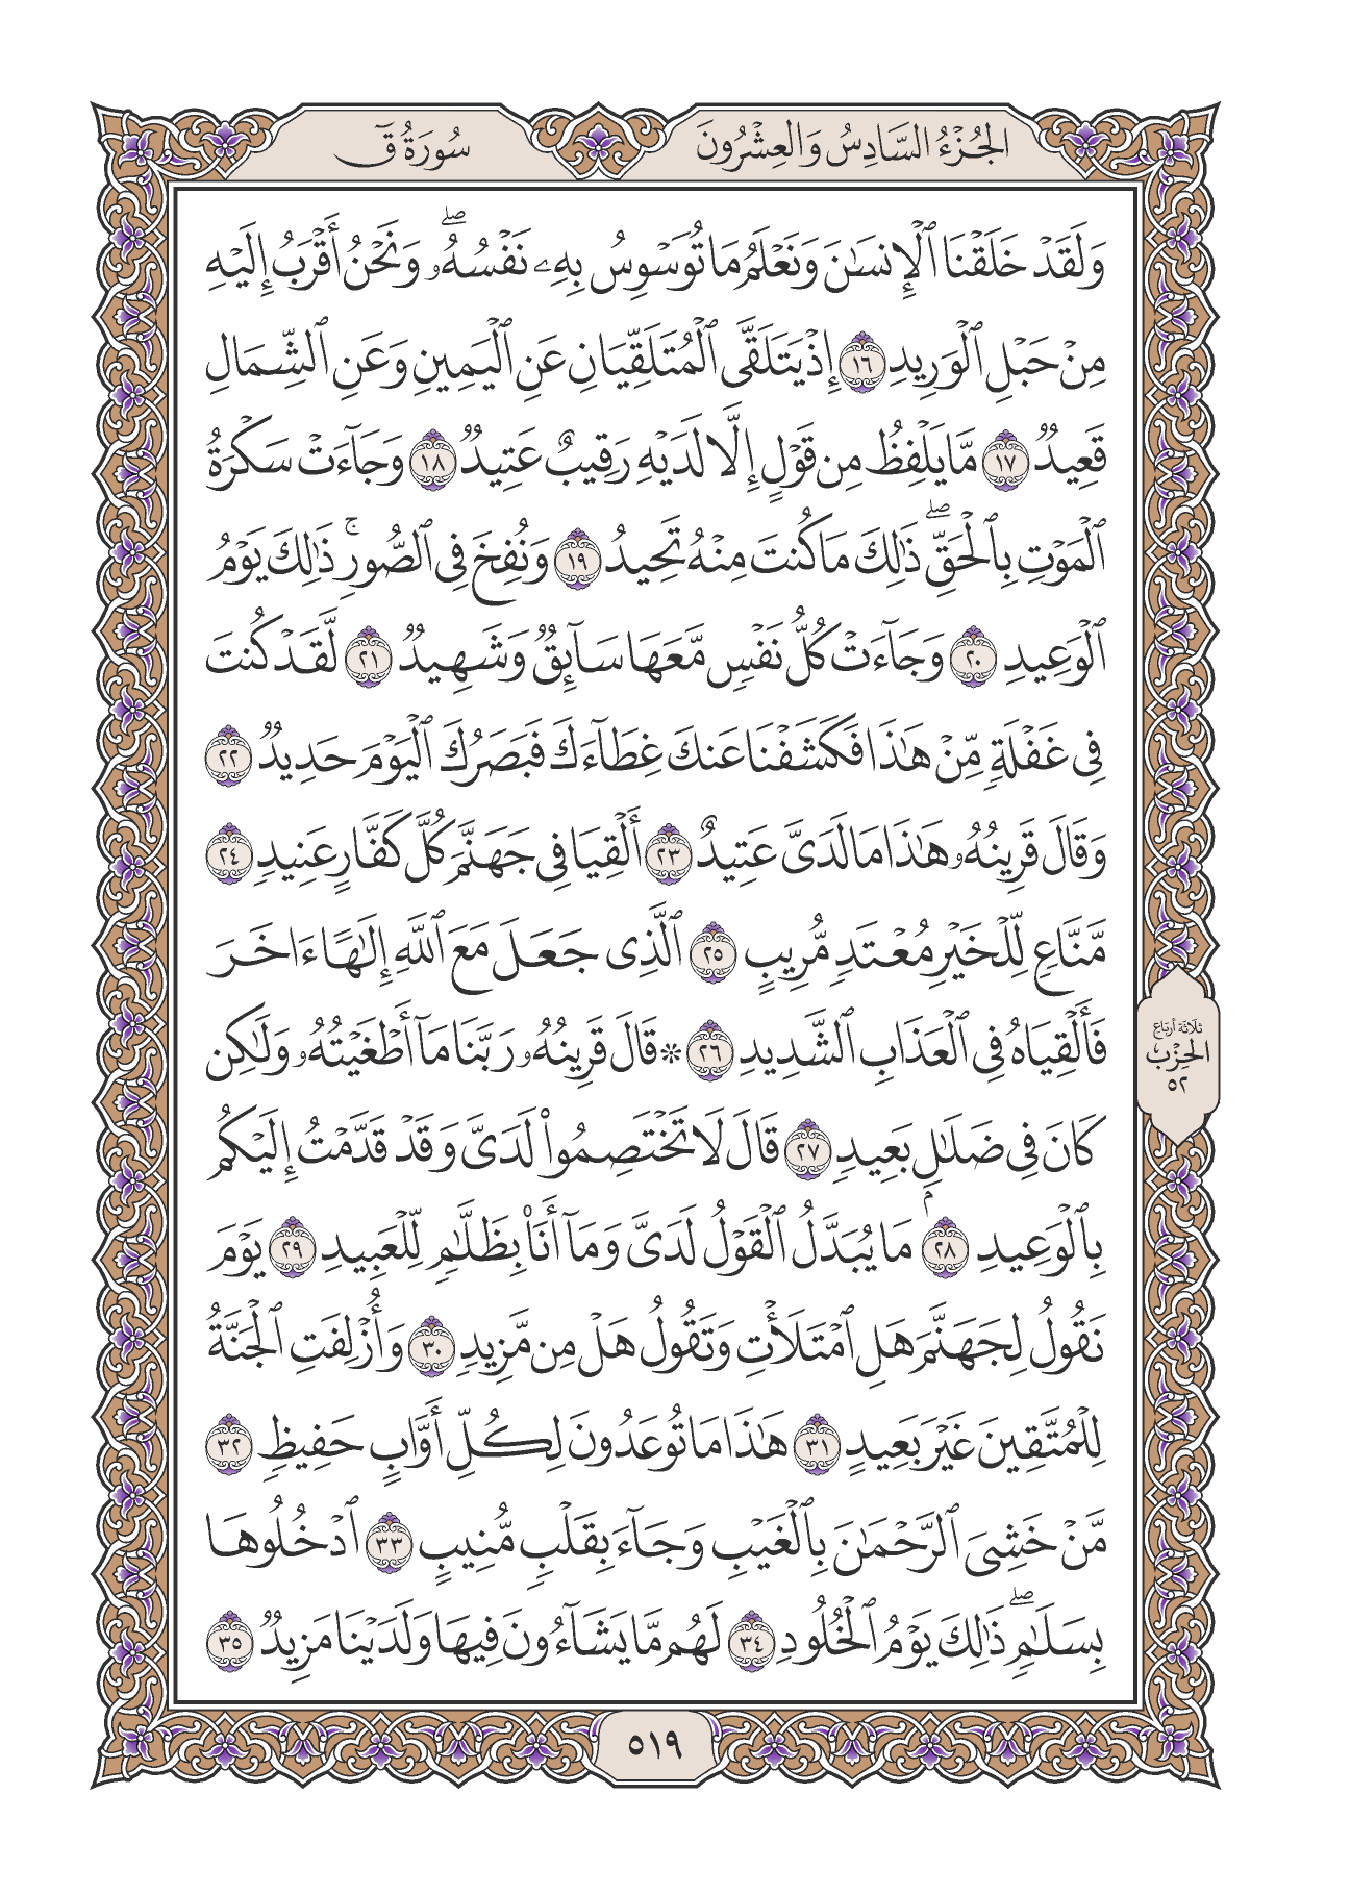 الجُزْءُ السَّادِسُ وَالعِشْرُونَ
سُورَةُ قٓ
وَلَقَدْ خَلَقْنَا ٱلْإِنسَٰنَ وَنَعْلَمُ مَا تُوَسْوِسُ بِهِۦ نَفْسُهُۥۖ وَنَحْنُ أَقْرَبُ إِلَيْهِ
مِنْ حَبْلِ ٱلْوَرِيدِ ١٦ إِذْ يَتَلَقَّى ٱلْمُتَلَقِّيَانِ عَنِ ٱلْيَمِينِ وَعَنِ ٱلشِّمَالِ
قَعِيدٞ ١٧ مَّا يَلْفِظُ مِن قَوْلٍ إِلَّا لَدَيْهِ رَقِيبٌ عَتِيدٞ ١٨ وَجَآءَتْ سَكْرَةُ
ٱلْمَوْتِ بِٱلْحَقِّۖ ذَٰلِكَ مَا كُنتَ مِنْهُ تَحِيدُ ١٩ وَنُفِخَ فِي ٱلصُّورِۚ ذَٰلِكَ يَوْمُ
ٱلْوَعِيدِ ٢٠ وَجَآءَتْ كُلُّ نَفْسٖ مَّعَهَا سَآئِقٞ وَشَهِيدٞ ٢١ لَّقَدْ كُنتَ
فِي غَفْلَةٖ مِّنْ هَٰذَا فَكَشَفْنَا عَنكَ غِطَآءَكَ فَبَصَرُكَ ٱلْيَوْمَ حَدِيدٞ ٢٢
وَقَالَ قَرِينُهُۥ هَٰذَا مَا لَدَيَّ عَتِيدٌ ٢٣ أَلْقِيَا فِي جَهَنَّمَ كُلَّ كَفَّارٍ عَنِيدٖ ٢٤
مَّنَّاعٖ لِّلْخَيْرِ مُعْتَدٖ مُّرِيبٍ ٢٥ ٱلَّذِي جَعَلَ مَعَ ٱللَّهِ إِلَٰهًا ءَاخَرَ
فَأَلْقِيَاهُ فِي ٱلْعَذَابِ ٱلشَّدِيدِ ٢٦ ۞ قَالَ قَرِينُهُۥ رَبَّنَا مَآ أَطْغَيْتُهُۥ وَلَٰكِن
كَانَ فِي ضَلَٰلِۭ بَعِيدٖ ٢٧ قَالَ لَا تَخْتَصِمُوا۟ لَدَيَّ وَقَدْ قَدَّمْتُ إِلَيْكُم
بِٱلْوَعِيدِ ٢٨ مَا يُبَدَّلُ ٱلْقَوْلُ لَدَيَّ وَمَآ أَنَا۠ بِظَلَّٰمٖ لِّلْعَبِيدِ ٢٩ يَوْمَ
نَقُولُ لِجَهَنَّمَ هَلِ ٱمْتَلَأْتِ وَتَقُولُ هَلْ مِن مَّزِيدٖ ٣٠ وَأُزْلِفَتِ ٱلْجَنَّةُ
لِلْمُتَّقِينَ غَيْرَ بَعِيدٍ ٣١ هَٰذَا مَا تُوعَدُونَ لِكُلِّ أَوَّابٍ حَفِيظٖ ٣٢
مَّنْ خَشِيَ ٱلرَّحْمَٰنَ بِٱلْغَيْبِ وَجَآءَ بِقَلْبٖ مُّنِيبٍ ٣٣ ٱدْخُلُوهَا
بِسَلَٰمٖۖ ذَٰلِكَ يَوْمُ ٱلْخُلُودِ ٣٤ لَهُم مَّا يَشَآءُونَ فِيهَا وَلَدَيْنَا مَزِيدٞ ٣٥
ثَلَاثَة أرباع
الحِزْب
٥٢
٥١٩